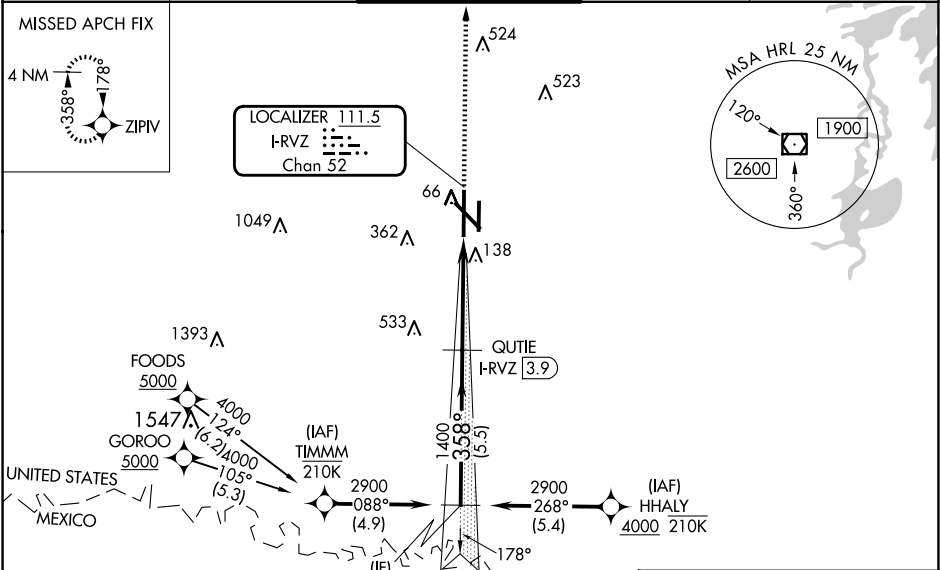 MISSED APCH FIX
4 NM
358°
178°
ZIPIV
524
523
LOCALIZER 111.5
I-RVZ
Chan 52
MSA HRL 25 NM
120°
1900
2600
360°
66
1049
362
138
533
1393
QUTIE
I-RVZ 3.9
FOODS
5000
4000
124°
(6.2)
1547
GOROO
5000
4000
105°
(5.3)
(IAF)
TIMMM
210K
1400
358°
(5.5)
UNITED STATES
MEXICO
2900
088°
(4.9)
2900
268°
(5.4)
(IAF)
HHALY
4000 210K
178°
(IF)